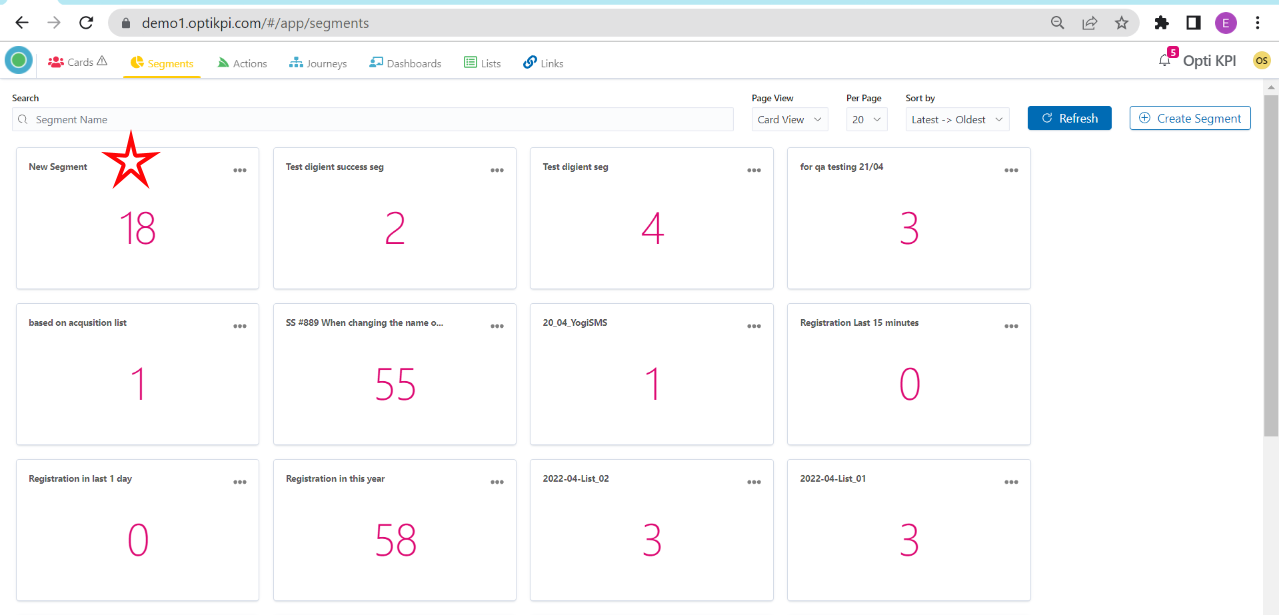 demo1.optikpi.com/#/app/segments
E
Cards Segments Actions Journeys Dashboards Lists Links
5 Opti KPI OS
Search Page View Per Page Sort by
Segment Name Card View 20 Latest -> Oldest Refresh Create Segment
New Segment Test digient success seg Test digient seg for qa testing 21/04
18 2 4 3
based on acqusition list SS #889 When changing the name o... 20_04_YogiSMS Registration Last 15 minutes
1 55 1 0
Registration in last 1 day Registration in this year 2022-04-List_02 2022-04-List_01
0 58 3 3